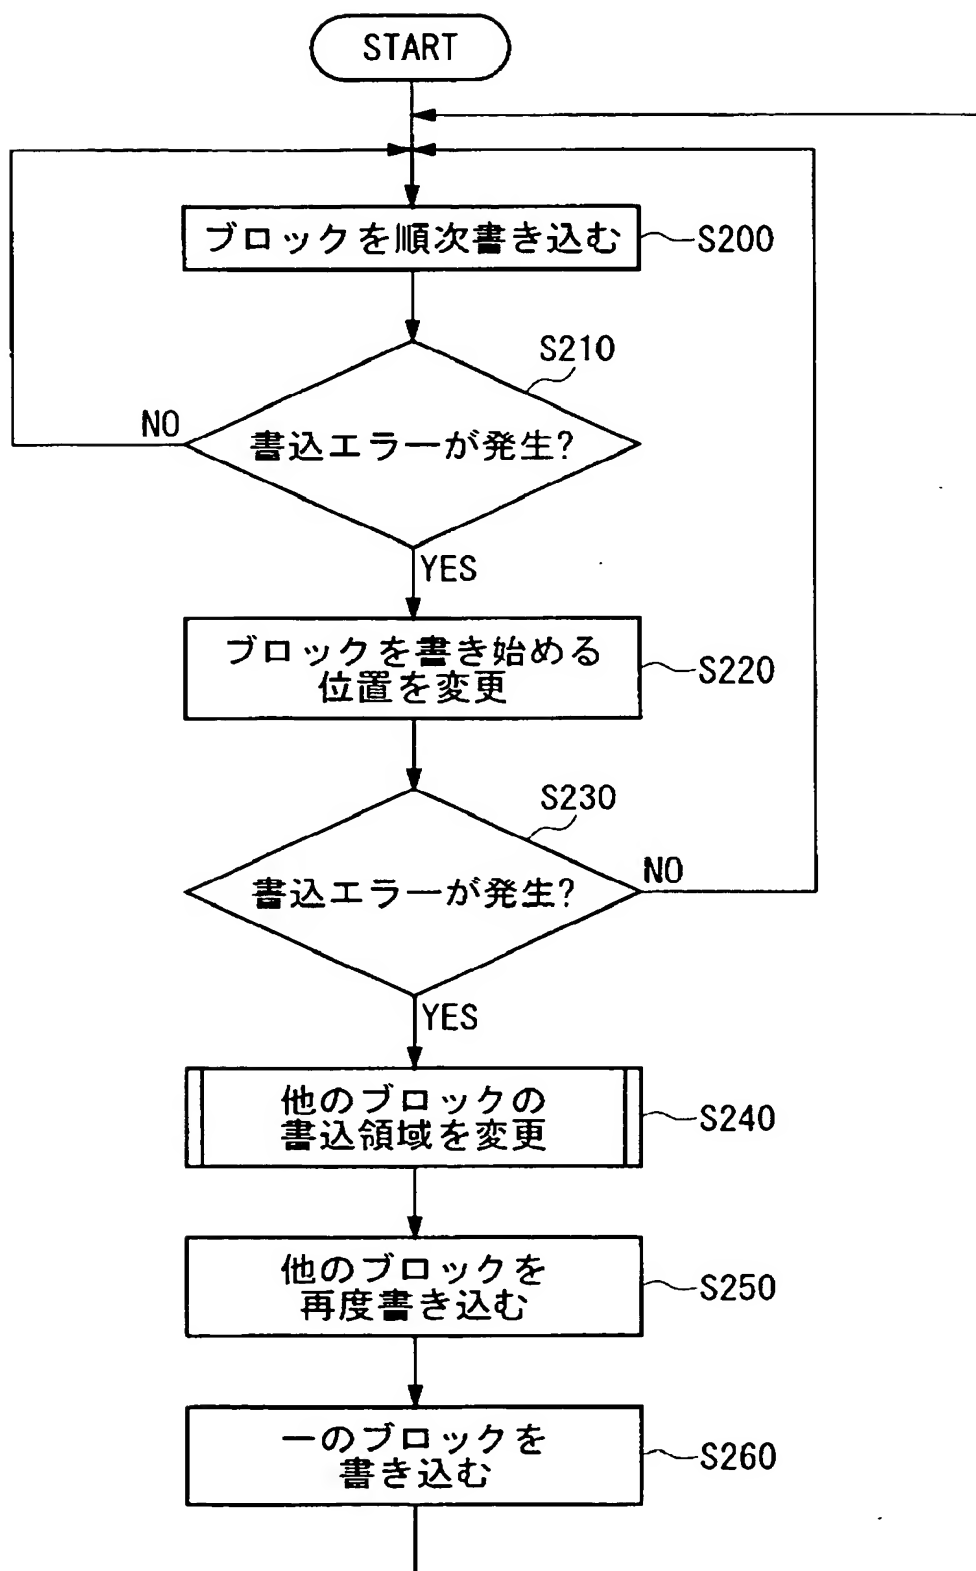 START
ブロックを順次書き込む
S200
S210
NO
書込エラーが発生?
YES
ブロックを書き始める
位置を変更
S220
S230
書込エラーが発生?
NO
YES
他のブロックの
書込領域を変更
S240
他のブロックを
再度書き込む
S250
一のブロックを
書き込む
S260